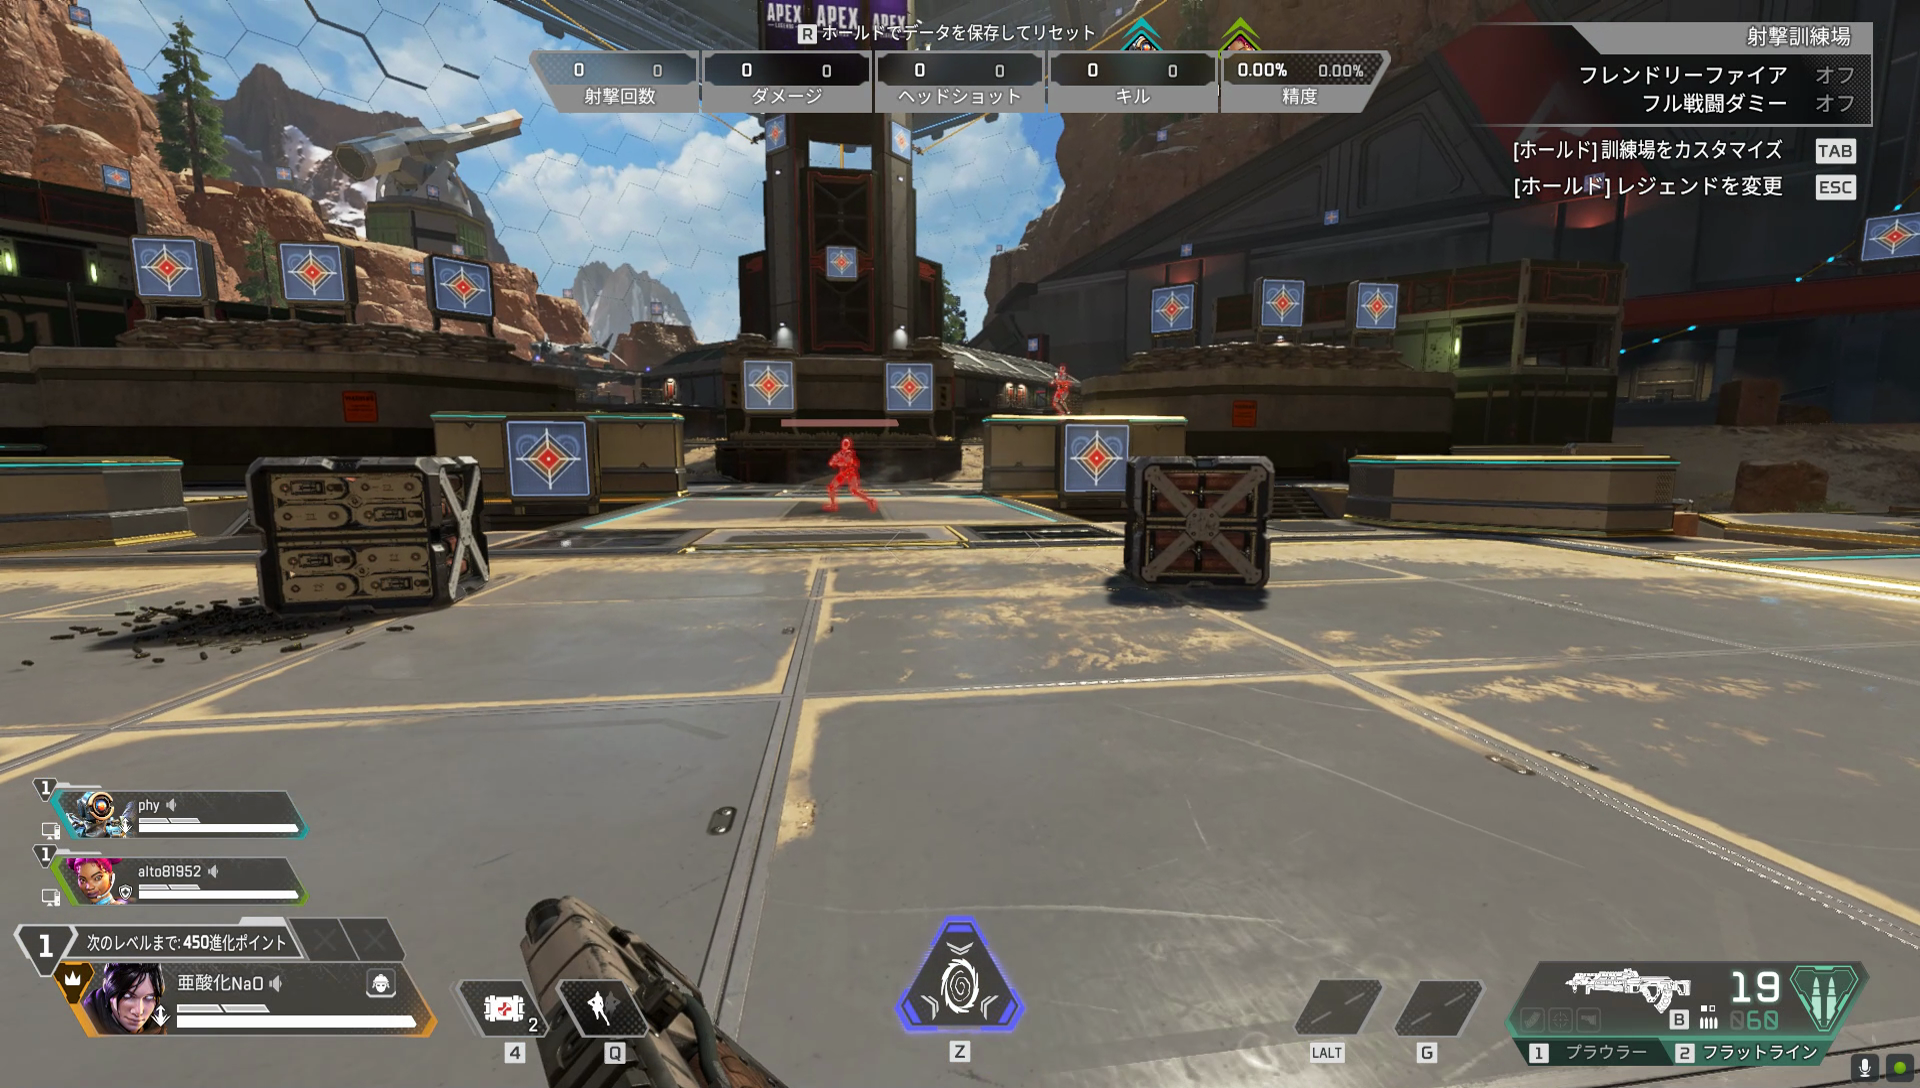 APEX APEX APEX
R ホールドでデータを保存してリセット
0 0 0 0 0 0 0 0 0.00% 0.00%
射撃回数 ダメージ ヘッドショット キル 精度
射撃訓練場
フレンドリーファイア オフ
フル戦闘ダミー オフ
[ホールド]訓練場をカスタマイズ TAB
[ホールド]レジェンドを変更 ESC
01
1
phy
1
alto81952
1 次のレベルまで:450進化ポイント
亜酸化NaO
2
4 Q
Z
LALT G
19
B 060
1 プラウラー 2 フラットライン